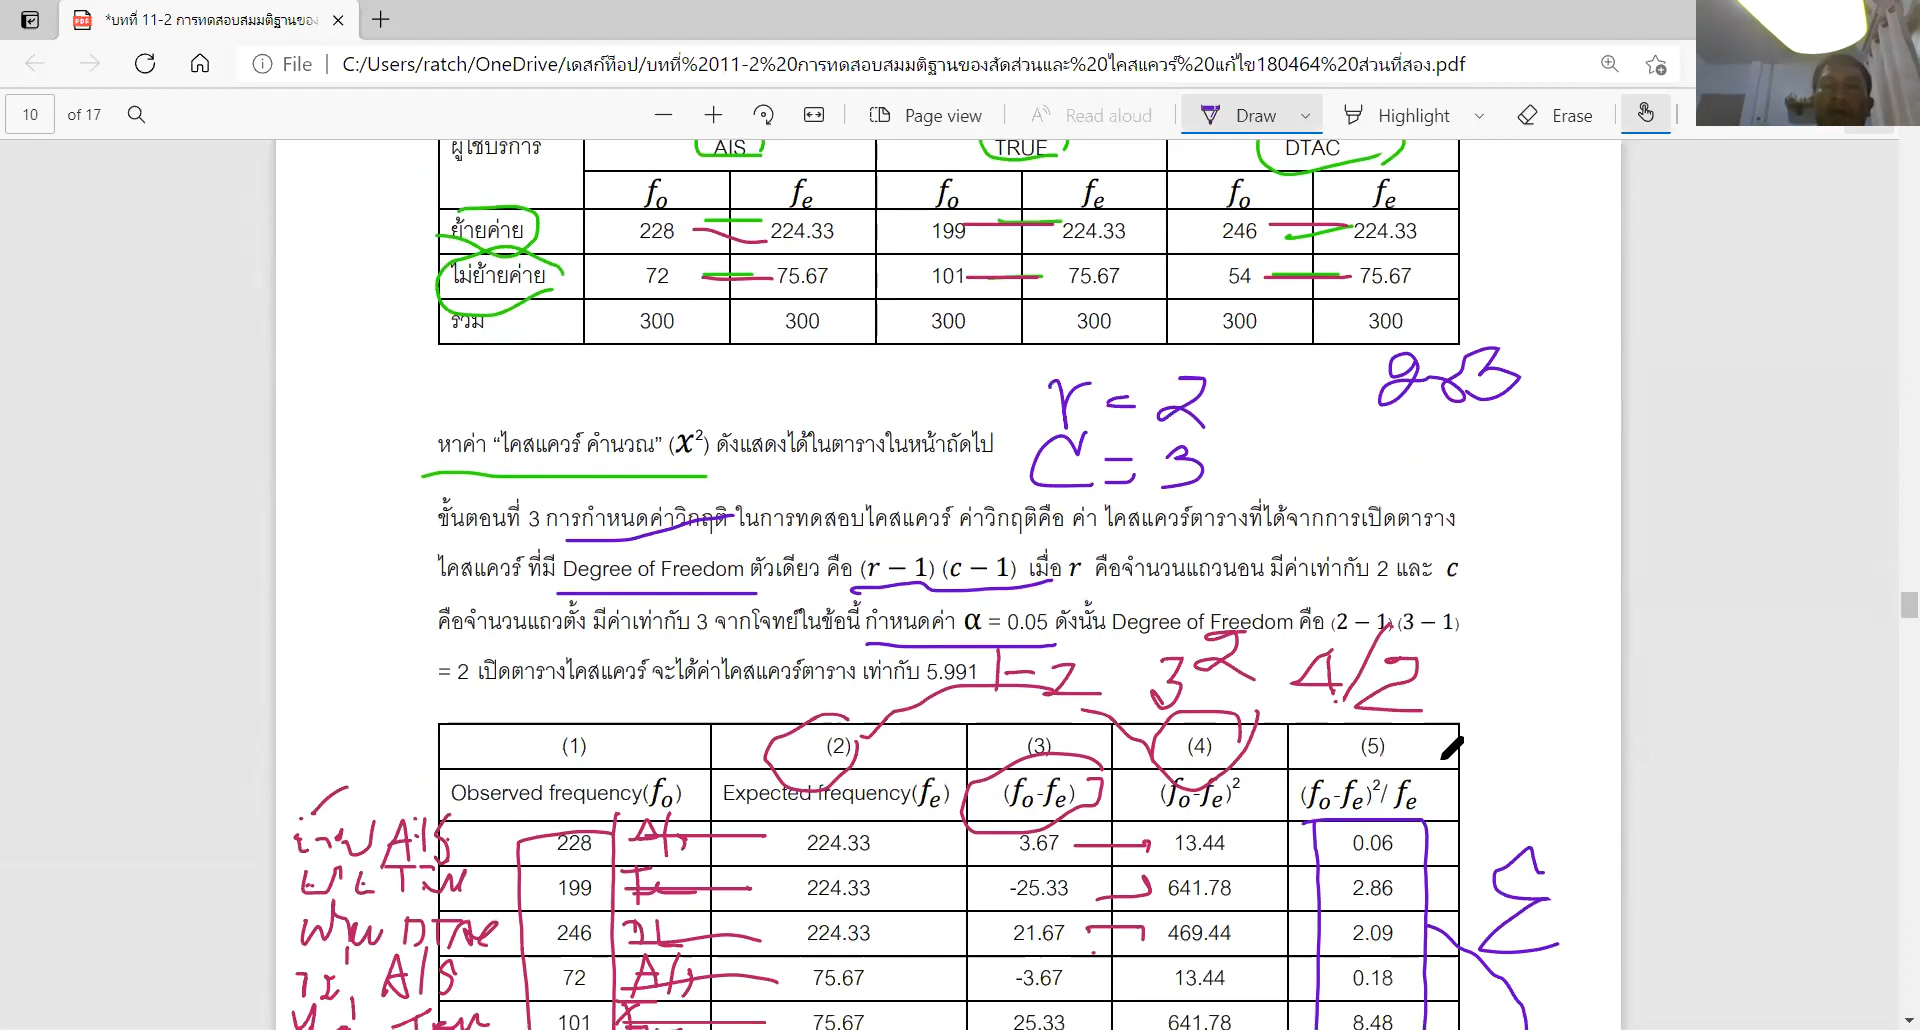 *บทที่ 11-2 การทดสอบสมมติฐานของ
File C:/Users/ratch/OneDrive/เดสก์ท็อป/บทที่%2011-2%20การทดสอบสมมติฐานของสัดส่วนและ%20ไคสแควร์%20แก้ไข180464%20ส่วนที่สอง.pdf
10 of 17 Page view Read aloud Draw Highlight Erase
ผู้ใช้บริการ AIS TRUE DTAC
fo fe fo fe fo fe
ย้ายค่าย 228 224.33 199 224.33 246 224.33
ไม่ย้ายค่าย 72 75.67 101 75.67 54 75.67
รวม 300 300 300 300 300 300
2x3
r = 2
C = 3
หาค่า “ไคสแควร์ คำนวณ” (x²) ดังแสดงได้ในตารางในหน้าถัดไป
ขั้นตอนที่ 3 การกำหนดค่าวิกฤติ ในการทดสอบไคสแควร์ ค่าวิกฤติคือ ค่า ไคสแควร์ตารางที่ได้จากการเปิดตาราง
ไคสแควร์ ที่มี Degree of Freedom ตัวเดียว คือ (r − 1) (c − 1) เมื่อ r คือจำนวนแถวนอน มีค่าเท่ากับ 2 และ c
คือจำนวนแถวตั้ง มีค่าเท่ากับ 3 จากโจทย์ในข้อนี้ กำหนดค่า α = 0.05 ดังนั้น Degree of Freedom คือ (2 − 1) (3 − 1)
= 2 เปิดตารางไคสแควร์ จะได้ค่าไคสแควร์ตาราง เท่ากับ 5.991
1-2 3² 4/2
(1) (2) (3) (4) (5)
Observed frequency(fo) Expected frequency(fe) (fo-fe) (fo-fe)² (fo-fe)²/ fe
AIS 228 224.33 3.67 13.44 0.06
199 224.33 -25.33 641.78 2.86
DTAC 246 224.33 21.67 469.44 2.09
AIS 72 75.67 -3.67 13.44 0.18
101 75.67 25.33 641.78 8.48
Σ